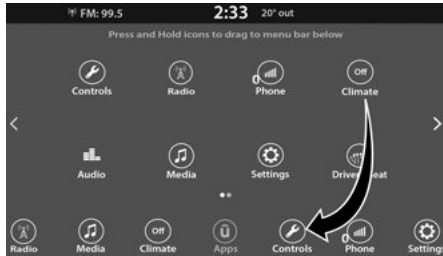 FM: 99.5 2:33 20° out
Press and Hold icons to drag to menu bar below
Off
Controls Radio Phone Climate
Audio Media Settings Driver Seat
Off ü
Radio Media Climate Apps Controls Phone Settings